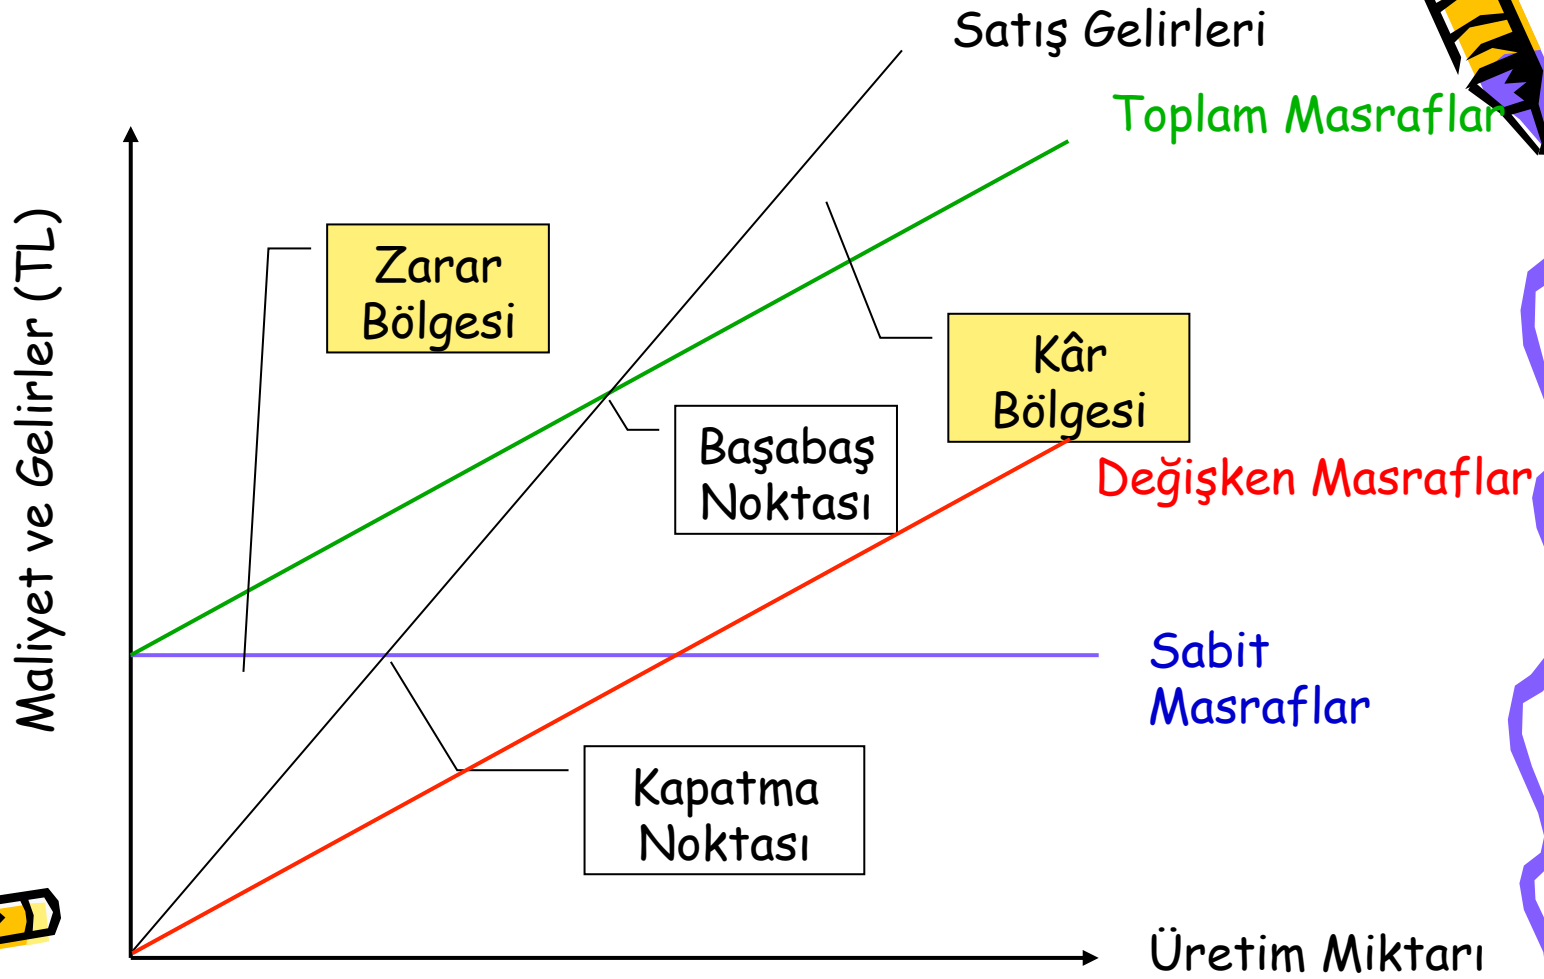 Satış Gelirleri
Toplam Masraflar
Maliyet ve Gelirler (TL)
Zarar
Bölgesi
Kâr
Bölgesi
Başabaş
Noktası
Değişken Masraflar
Sabit
Masraflar
Kapatma
Noktası
Üretim Miktarı